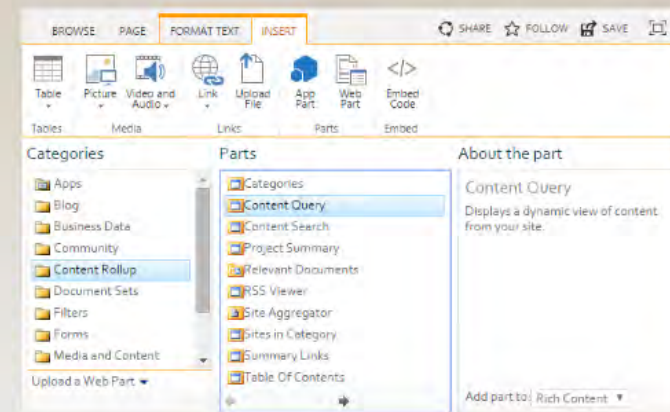 BROWSE PAGE FORMAT TEXT INSERT SHARE FOLLOW SAVE
Table Picture Video and Audio Link Upload File App Part Web Part Embed Code
Tables Media Links Parts Embed
Categories
Apps
Blog
Business Data
Community
Content Rollup
Document Sets
Filters
Forms
Media and Content
Upload a Web Part
Parts
Categories
Content Query
Content Search
Project Summary
Relevant Documents
RSS Viewer
Site Aggregator
Sites in Category
Summary Links
Table Of Contents
About the part
Content Query
Displays a dynamic view of content
from your site.
Add part to: Rich Content